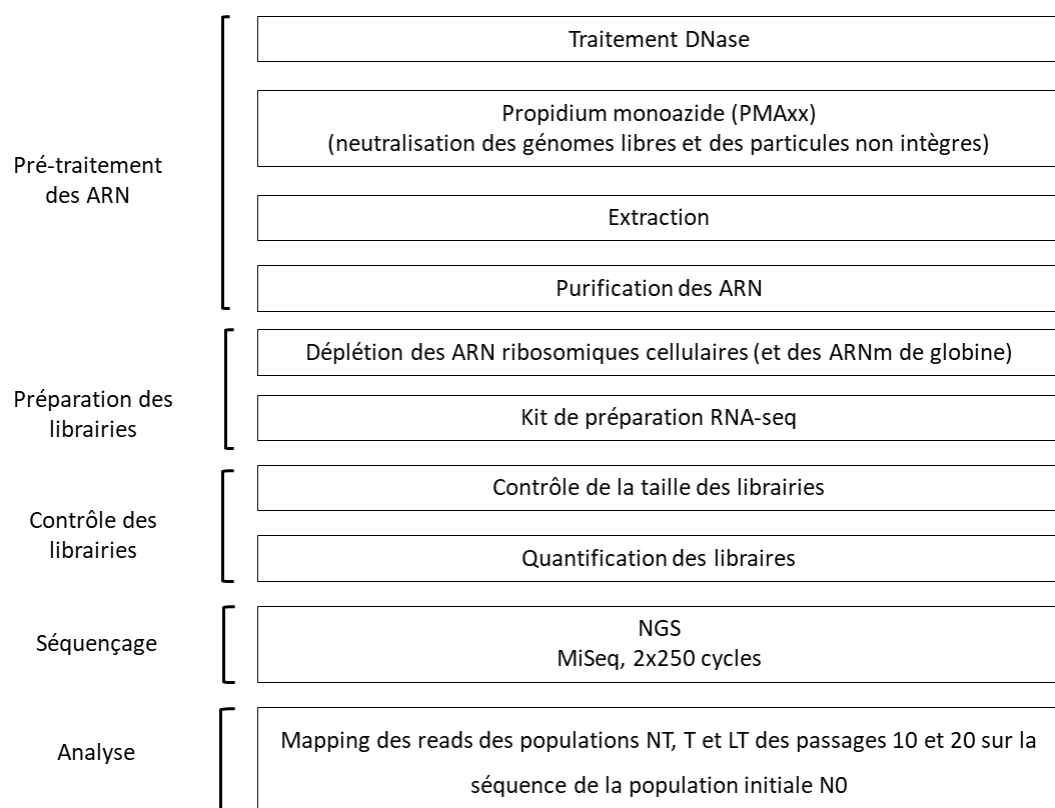 Pré-traitement
des ARN
Traitement DNase
Propidium monoazide (PMAxx)
(neutralisation des génomes libres et des particules non intègres)
Extraction
Purification des ARN
Préparation des
librairies
Déplétion des ARN ribosomiques cellulaires (et des ARNm de globine)
Kit de préparation RNA-seq
Contrôle des
librairies
Contrôle de la taille des librairies
Quantification des libraires
Séquençage
NGS
MiSeq, 2x250 cycles
Analyse
Mapping des reads des populations NT, T et LT des passages 10 et 20 sur la
séquence de la population initiale N0